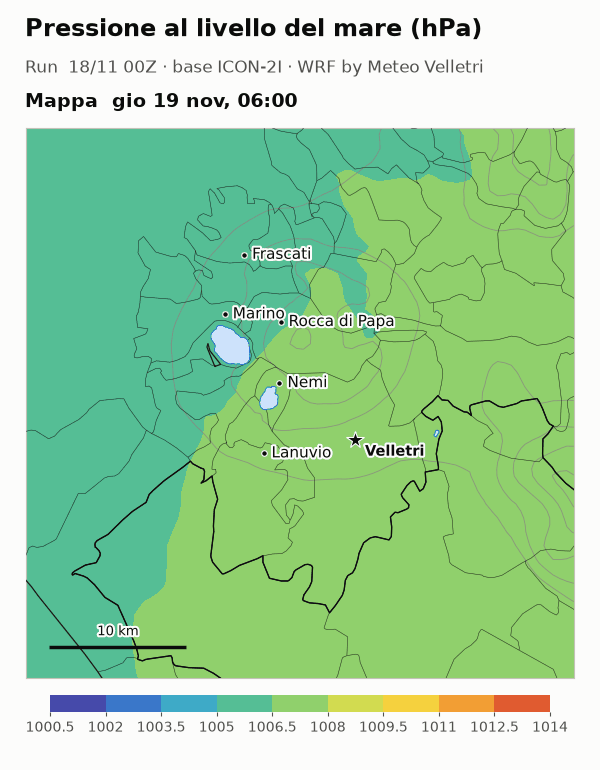 Pressione al livello del mare (hPa)
Run  18/11 00Z · base ICON-2I · WRF by Meteo Velletri
Mappa  gio 19 nov, 06:00
Frascati
Marino
Rocca di Papa
Nemi
Velletri
Lanuvio
10 km
1000.5 1002 1003.5 1005 1006.5 1008 1009.5 1011 1012.5 1014